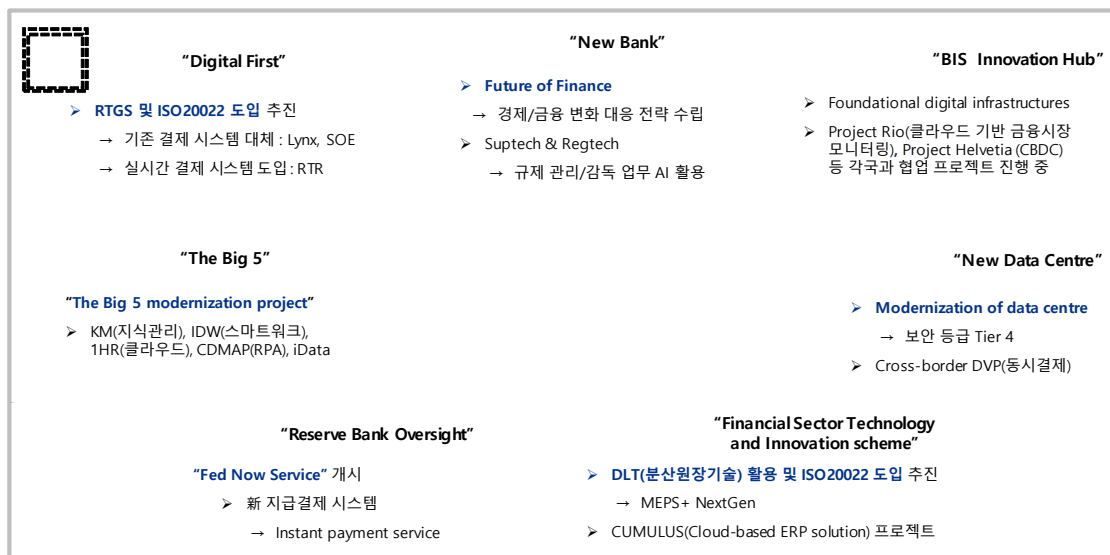 “Digital First”
➢ RTGS 및 ISO20022 도입 추진
→ 기존 결제 시스템 대체 : Lynx, SOE
→ 실시간 결제 시스템 도입 : RTR
“New Bank”
➢ Future of Finance
→ 경제/금융 변화 대응 전략 수립
➢ Suptech & Regtech
→ 규제 관리/감독 업무 AI 활용
“BIS Innovation Hub”
➢ Foundational digital infrastructures
➢ Project Rio(클라우드 기반 금융시장
모니터링), Project Helvetia (CBDC)
등 각국과 협업 프로젝트 진행 중
“The Big 5”
“The Big 5 modernization project”
➢ KM(지식관리), IDW(스마트워크),
1HR(클라우드), CDMAP(RPA), iData
“New Data Centre”
➢ Modernization of data centre
→ 보안 등급 Tier 4
➢ Cross-border DVP(동시결제)
“Reserve Bank Oversight”
“Fed Now Service” 개시
➢ 新 지급결제 시스템
→ Instant payment service
“Financial Sector Technology
and Innovation scheme”
➢ DLT(분산원장기술) 활용 및 ISO20022 도입 추진
→ MEPS+ NextGen
➢ CUMULUS(Cloud-based ERP solution) 프로젝트